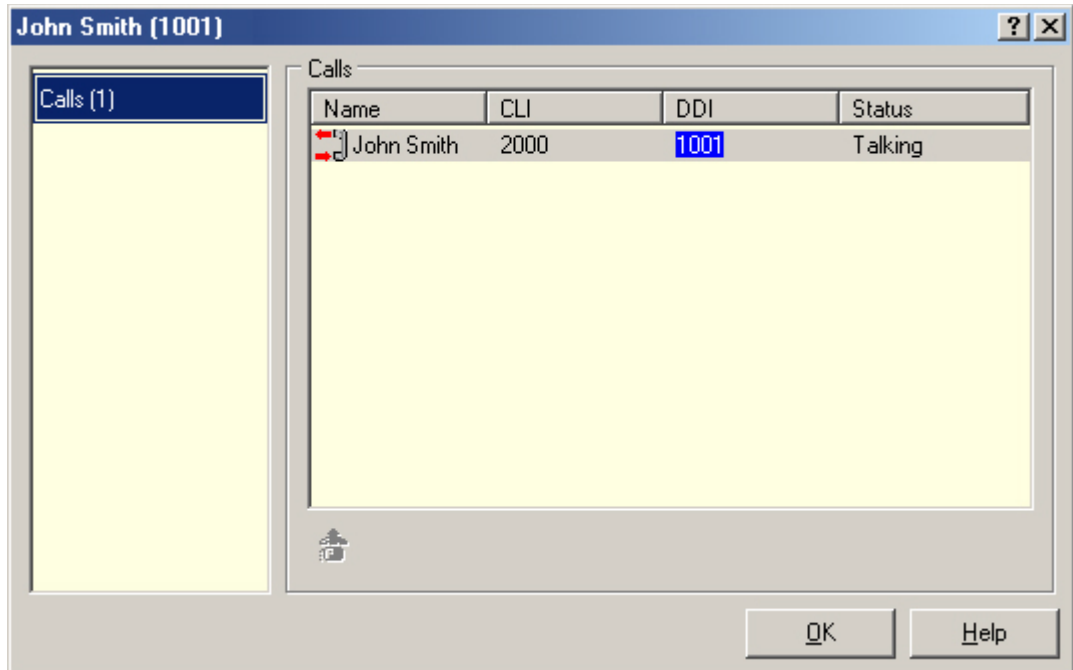 John Smith (1001)
Calls (1)
Calls
Name CLI DDI Status
John Smith 2000 1001 Talking
OK Help